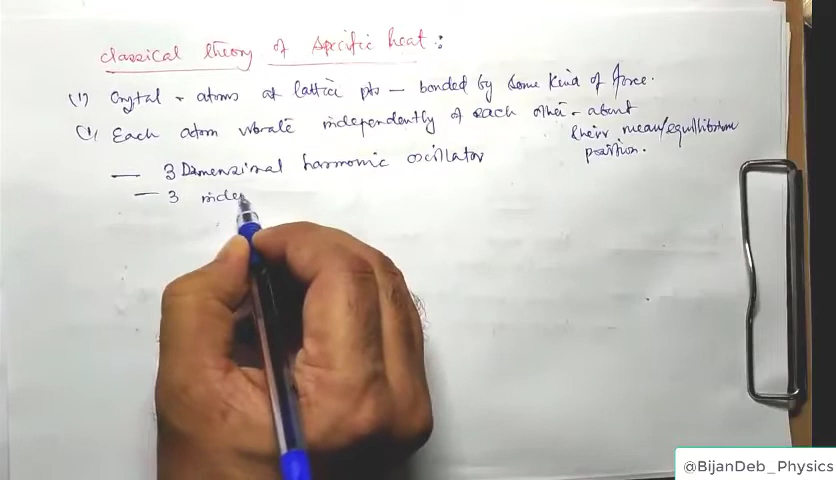 classical theory of specific heat:
(1) Crystal - atoms at lattice pts - bonded by some kind of force.
(1) Each atom vibrate independently of each other - about
their mean/equilibrium
position.
— 3 Dimensional harmonic oscillator
— 3 inde
@BijanDeb_Physics